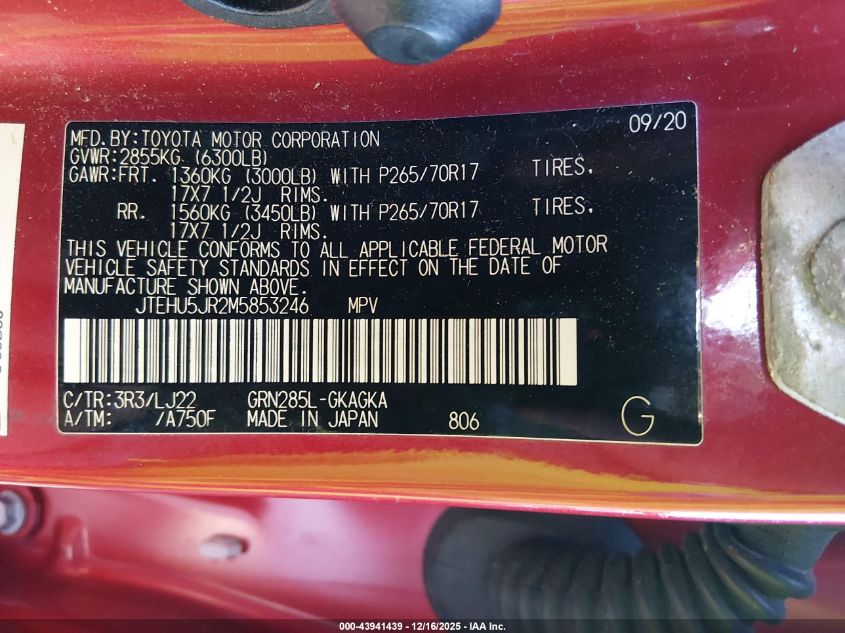 09/20
MFD.BY:TOYOTA MOTOR CORPORATION
GVWR:2855KG (6300LB)
GAWR:FRT. 1360KG (3000LB) WITH P265/70R17 TIRES,
17X7 1/2J RIMS.
RR. 1560KG (3450LB) WITH P265/70R17 TIRES,
17X7 1/2J RIMS.
THIS VEHICLE CONFORMS TO ALL APPLICABLE FEDERAL MOTOR
VEHICLE SAFETY STANDARDS IN EFFECT ON THE DATE OF
MANUFACTURE SHOWN ABOVE.
JTEHU5JR2M5853246 MPV
C/TR:3R3/LJ22 GRN285L-GKAGKA
A/TM: /A750F MADE IN JAPAN 806 G
000-43941439 - 12/16/2025 - IAA Inc.